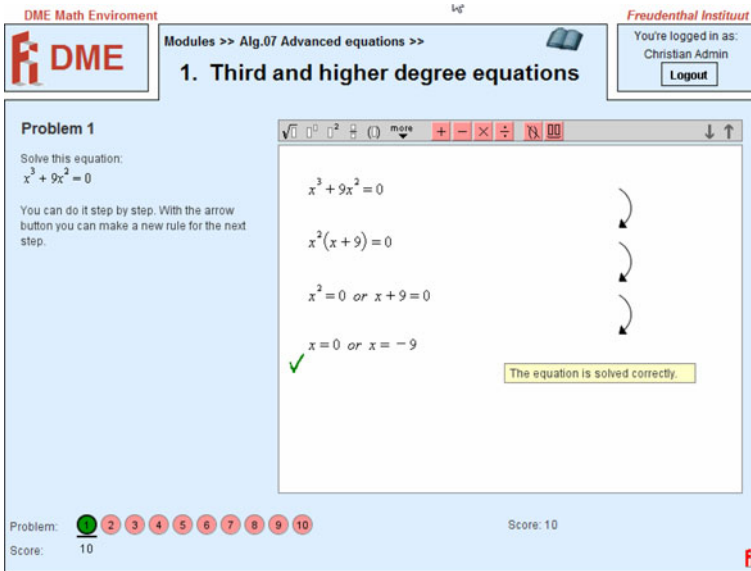 DME Math Enviroment
Freudenthal Instituut
DME
Modules >> Alg.07 Advanced equations >>
1. Third and higher degree equations
You're logged in as:
Christian Admin
Logout
Problem 1
Solve this equation:
x³ + 9x² = 0
You can do it step by step. With the arrow
button you can make a new rule for the next
step.
more
+ − × ÷
x³ + 9x² = 0
x²(x + 9) = 0
x² = 0 or x + 9 = 0
x = 0 or x = −9
The equation is solved correctly.
Problem: 1 2 3 4 5 6 7 8 9 10
Score: 10
Score: 10